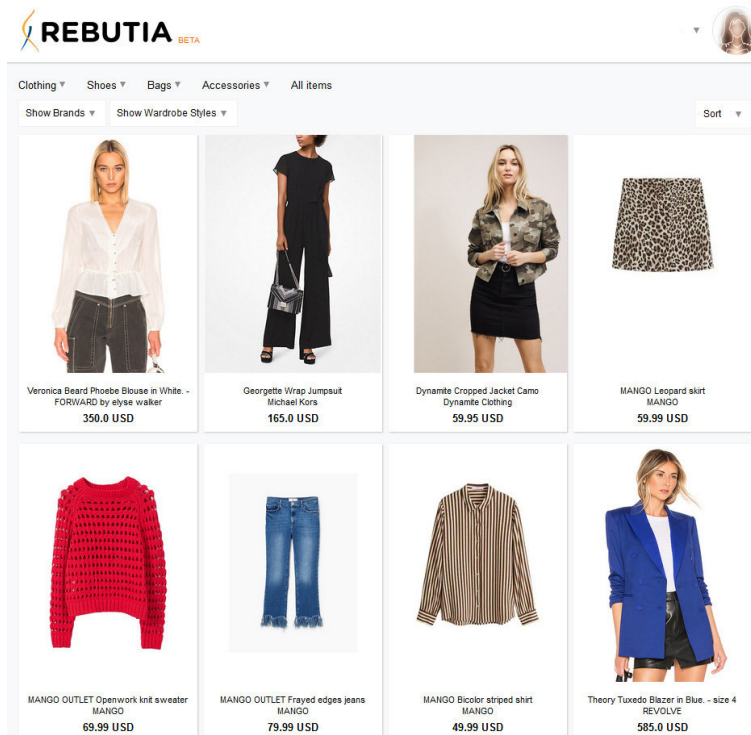 REBUTIA BETA
Clothing Shoes Bags Accessories All items
Show Brands Show Wardrobe Styles Sort
Veronica Beard Phoebe Blouse in White. -
FORWARD by elyse walker
350.0 USD
Georgette Wrap Jumpsuit
Michael Kors
165.0 USD
Dynamite Cropped Jacket Camo
Dynamite Clothing
59.95 USD
MANGO Leopard skirt
MANGO
59.99 USD
MANGO OUTLET Openwork knit sweater
MANGO
69.99 USD
MANGO OUTLET Frayed edges jeans
MANGO
79.99 USD
MANGO Bicolor striped shirt
MANGO
49.99 USD
Theory Tuxedo Blazer in Blue. - size 4
REVOLVE
585.0 USD